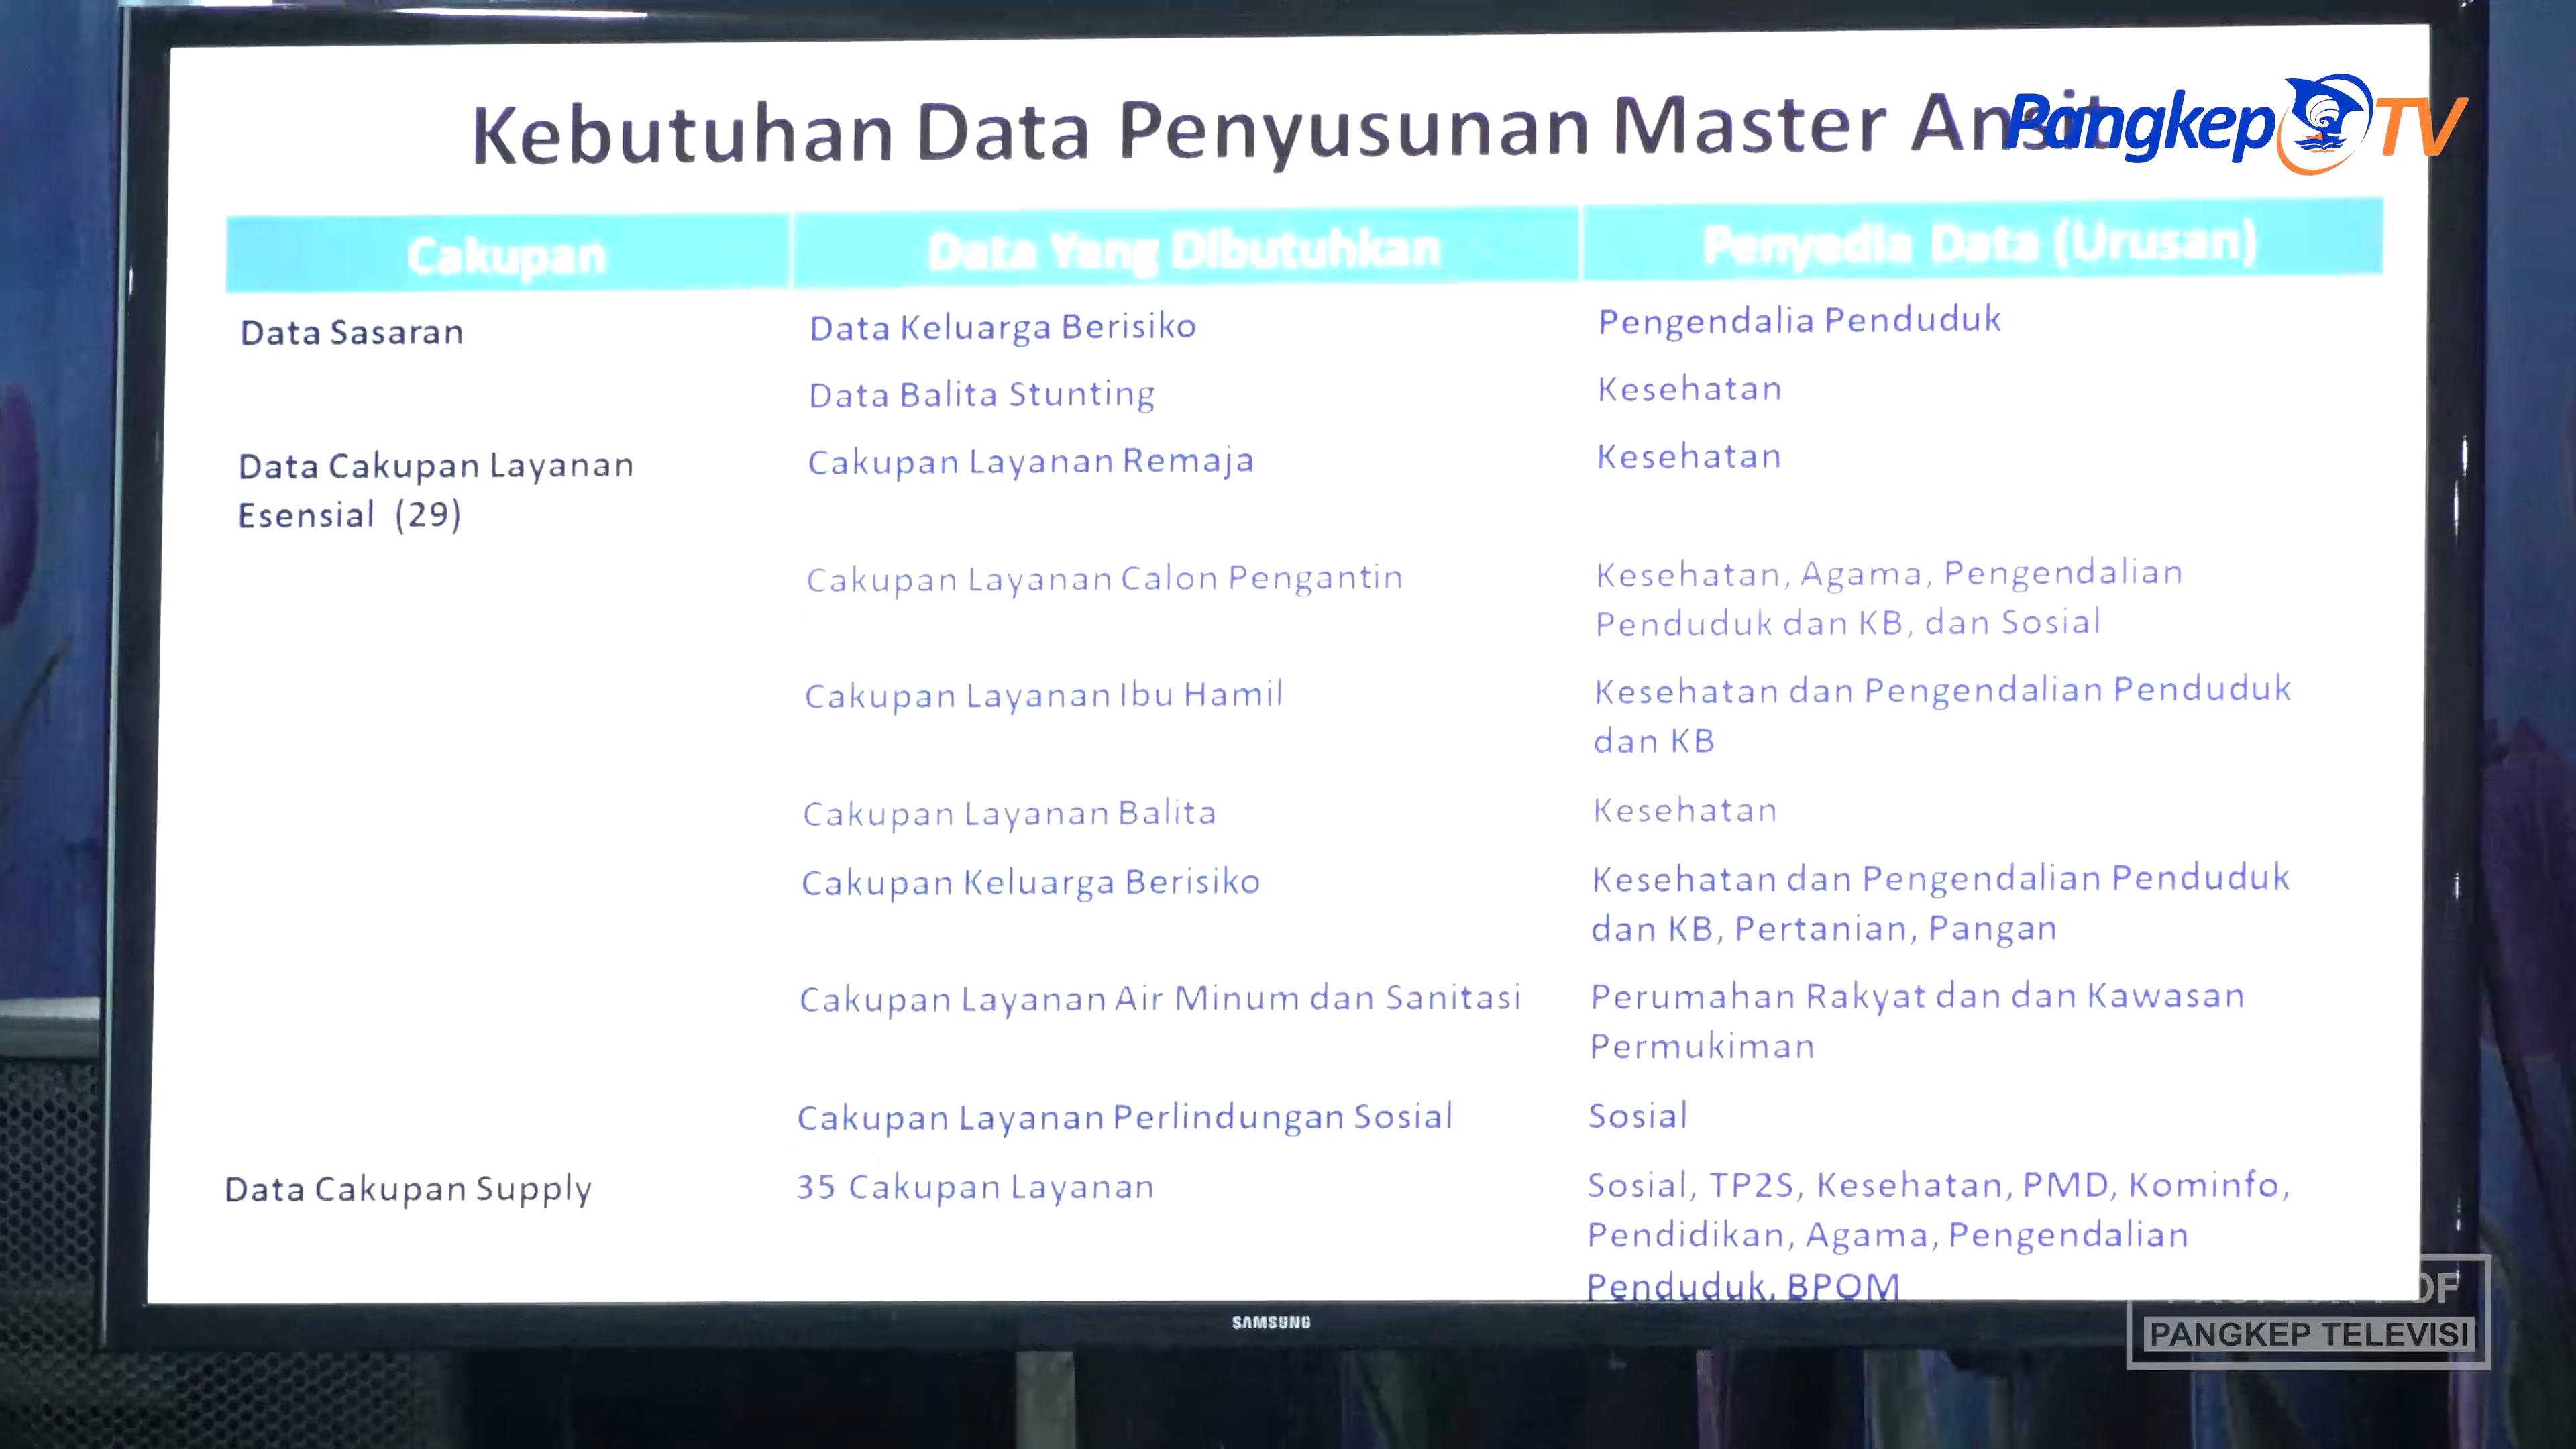 Kebutuhan Data Penyusunan Master Ansit
Pangkep TV
Cakupan Data Yang Dibutuhkan Penyedia Data (Urusan)
Data Sasaran Data Keluarga Berisiko Pengendalia Penduduk
Data Balita Stunting Kesehatan
Data Cakupan Layanan Cakupan Layanan Remaja Kesehatan
Esensial (29)
Cakupan Layanan Calon Pengantin Kesehatan, Agama, Pengendalian
Penduduk dan KB, dan Sosial
Cakupan Layanan Ibu Hamil Kesehatan dan Pengendalian Penduduk
dan KB
Cakupan Layanan Balita Kesehatan
Cakupan Keluarga Berisiko Kesehatan dan Pengendalian Penduduk
dan KB, Pertanian, Pangan
Cakupan Layanan Air Minum dan Sanitasi Perumahan Rakyat dan dan Kawasan
Permukiman
Cakupan Layanan Perlindungan Sosial Sosial
Data Cakupan Supply 35 Cakupan Layanan Sosial, TP2S, Kesehatan, PMD, Kominfo,
Pendidikan, Agama, Pengendalian
Penduduk, BPOM
SAMSUNG
OF
PANGKEP TELEVISI